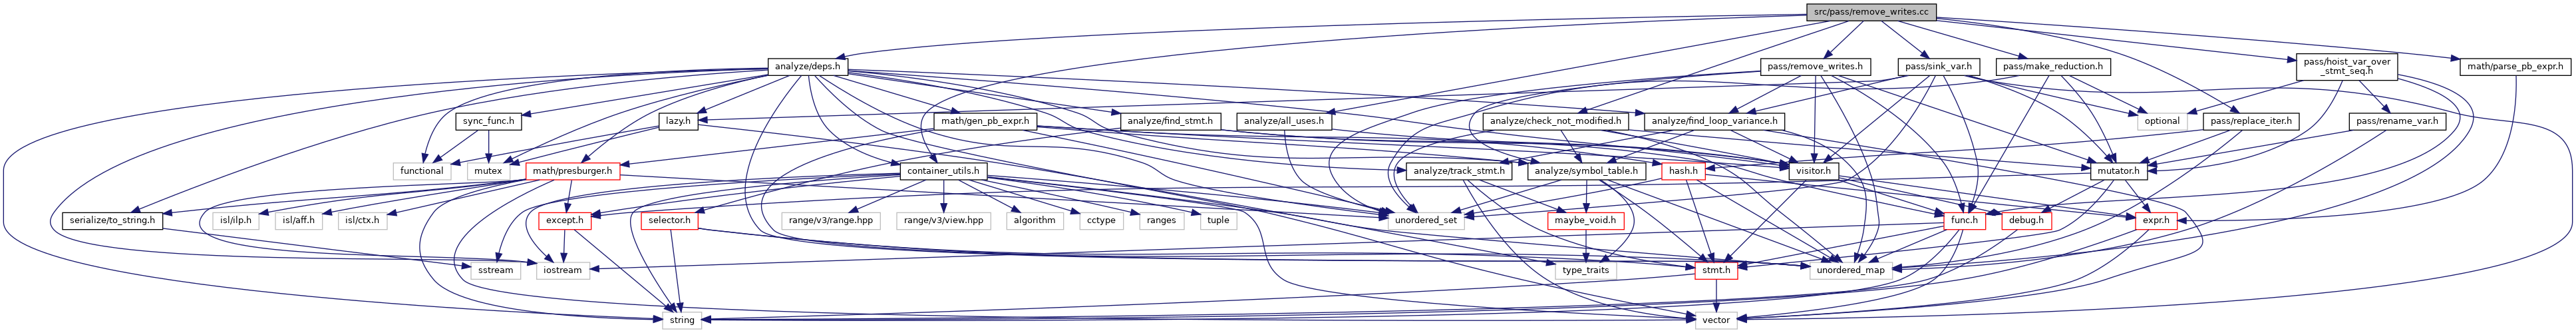 src/pass/remove_writes.cc
analyze/deps.h
pass/remove_writes.h
pass/sink_var.h
pass/make_reduction.h
pass/hoist_var_over
_stmt_seq.h
math/parse_pb_expr.h
sync_func.h
lazy.h
math/gen_pb_expr.h
analyze/find_stmt.h
analyze/all_uses.h
analyze/check_not_modified.h
analyze/find_loop_variance.h
optional
pass/replace_iter.h
pass/rename_var.h
functional
mutex
math/presburger.h
container_utils.h
analyze/track_stmt.h
analyze/symbol_table.h
hash.h
visitor.h
mutator.h
serialize/to_string.h
isl/ilp.h
isl/aff.h
isl/ctx.h
except.h
selector.h
range/v3/range.hpp
range/v3/view.hpp
algorithm
cctype
ranges
tuple
unordered_set
maybe_void.h
func.h
debug.h
expr.h
sstream
iostream
type_traits
stmt.h
unordered_map
string
vector